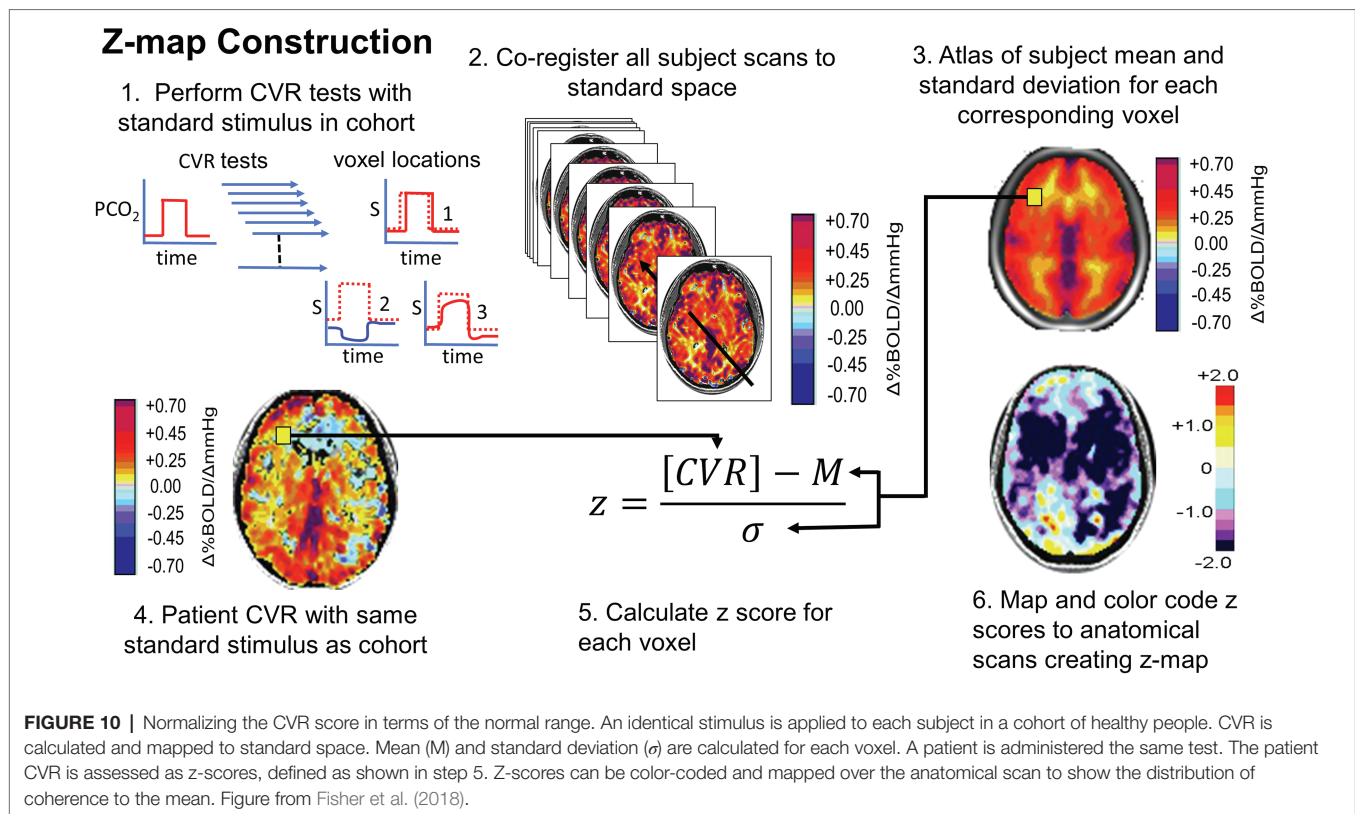 Z-map Construction
1. Perform CVR tests with
standard stimulus in cohort
CVR tests
voxel locations
PCO2
time
S
1
time
S
2
time
S
3
time
2. Co-register all subject scans to
standard space
+0.70
+0.45
+0.25
0.00
-0.25
-0.45
-0.70
Δ%BOLD/ΔmmHg
3. Atlas of subject mean and
standard deviation for each
corresponding voxel
+0.70
+0.45
+0.25
0.00
-0.25
-0.45
-0.70
Δ%BOLD/ΔmmHg
+0.70
+0.45
+0.25
0.00
-0.25
-0.45
-0.70
Δ%BOLD/ΔmmHg
4. Patient CVR with same
standard stimulus as cohort
z = [CVR] − M / σ
5. Calculate z score for
each voxel
+2.0
+1.0
0
-1.0
-2.0
6. Map and color code z
scores to anatomical
scans creating z-map
FIGURE 10 | Normalizing the CVR score in terms of the normal range. An identical stimulus is applied to each subject in a cohort of healthy people. CVR is
calculated and mapped to standard space. Mean (M) and standard deviation (σ) are calculated for each voxel. A patient is administered the same test. The patient
CVR is assessed as z-scores, defined as shown in step 5. Z-scores can be color-coded and mapped over the anatomical scan to show the distribution of
coherence to the mean. Figure from Fisher et al. (2018).